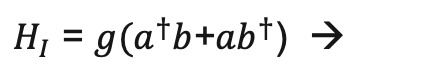 H_I = g(a†b+ab†) →